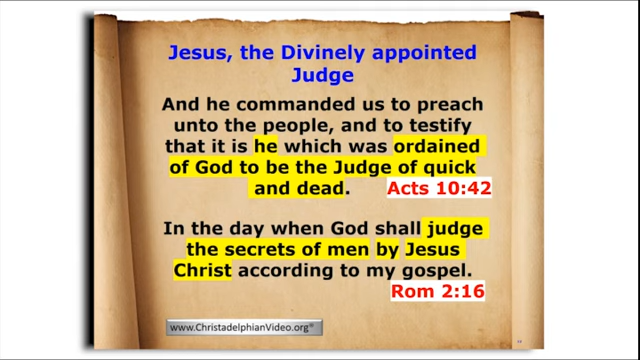 Jesus, the Divinely appointed
Judge
And he commanded us to preach
unto the people, and to testify
that it is he which was ordained
of God to be the Judge of quick
and dead. Acts 10:42
In the day when God shall judge
the secrets of men by Jesus
Christ according to my gospel.
Rom 2:16
www.ChristadelphianVideo.org®